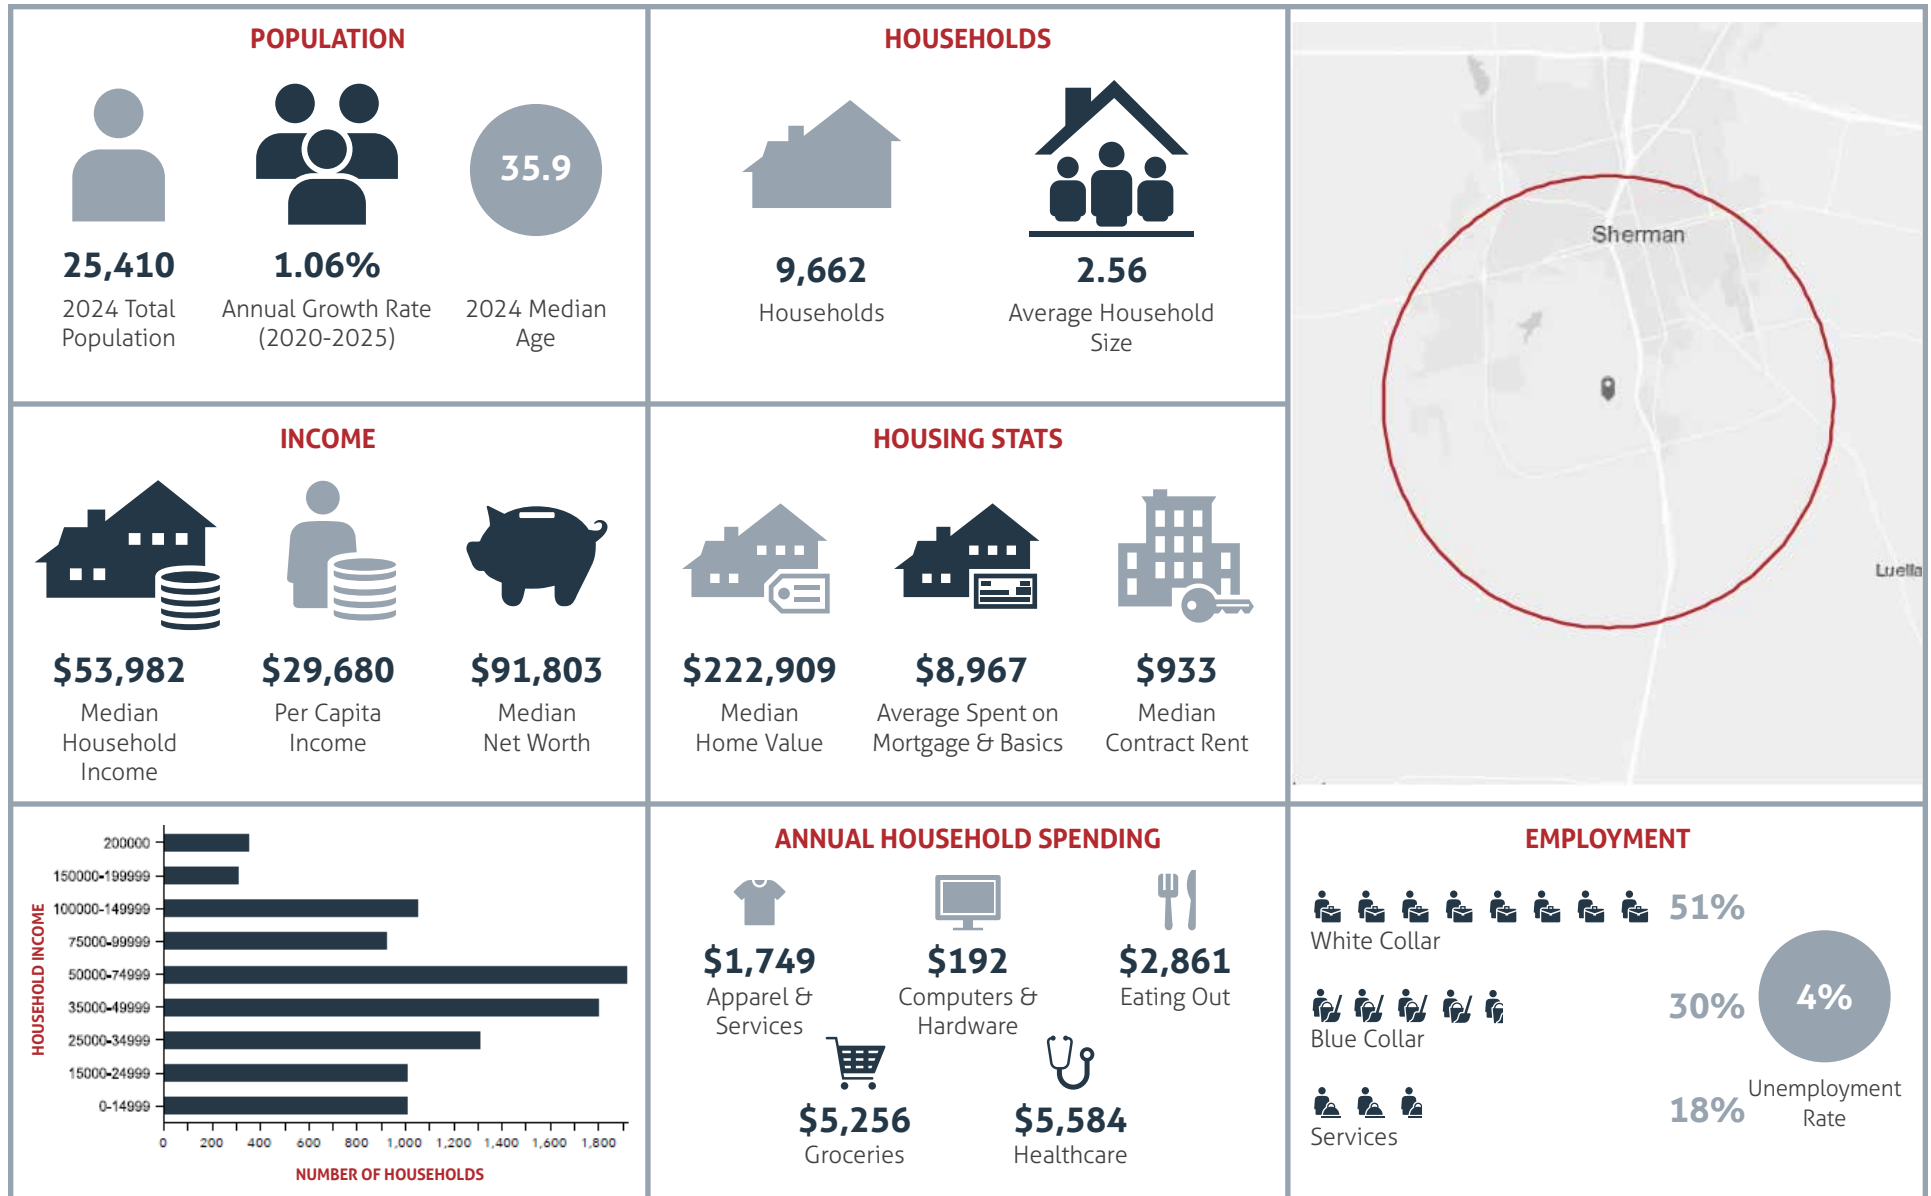 POPULATION
35.9
25,410
1.06%
2024 Total
Population
Annual Growth Rate
(2020-2025)
2024 Median
Age
HOUSEHOLDS
9,662
Households
2.56
Average Household
Size
Sherman
Luella
INCOME
$53,982
Median
Household
Income
$29,680
Per Capita
Income
$91,803
Median
Net Worth
HOUSING STATS
$222,909
Median
Home Value
$8,967
Average Spent on
Mortgage & Basics
$933
Median
Contract Rent
HOUSEHOLD INCOME
200000
150000-199999
100000-149999
75000-99999
50000-74999
35000-49999
25000-34999
15000-24999
0-14999
0 200 400 600 800 1,000 1,200 1,400 1,600 1,800
NUMBER OF HOUSEHOLDS
ANNUAL HOUSEHOLD SPENDING
$1,749
Apparel &
Services
$192
Computers &
Hardware
$2,861
Eating Out
$5,256
Groceries
$5,584
Healthcare
EMPLOYMENT
51%
White Collar
30%
Blue Collar
18%
Services
4%
Unemployment
Rate